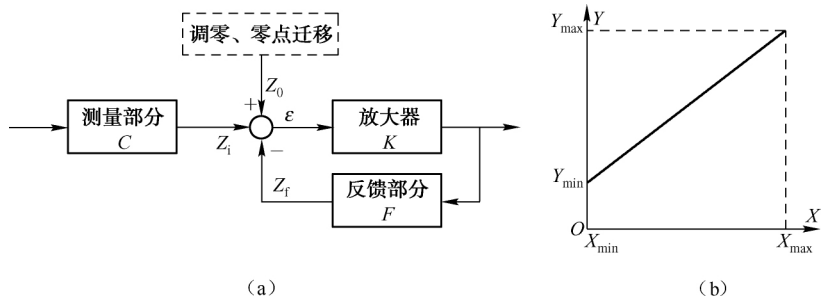 调零、零点迁移
+
Z0
测量部分
C
Zi
ε
放大器
K
−
Zf
反馈部分
F
(a)
Ymax
Y
Ymin
O
Xmin
Xmax
X
(b)